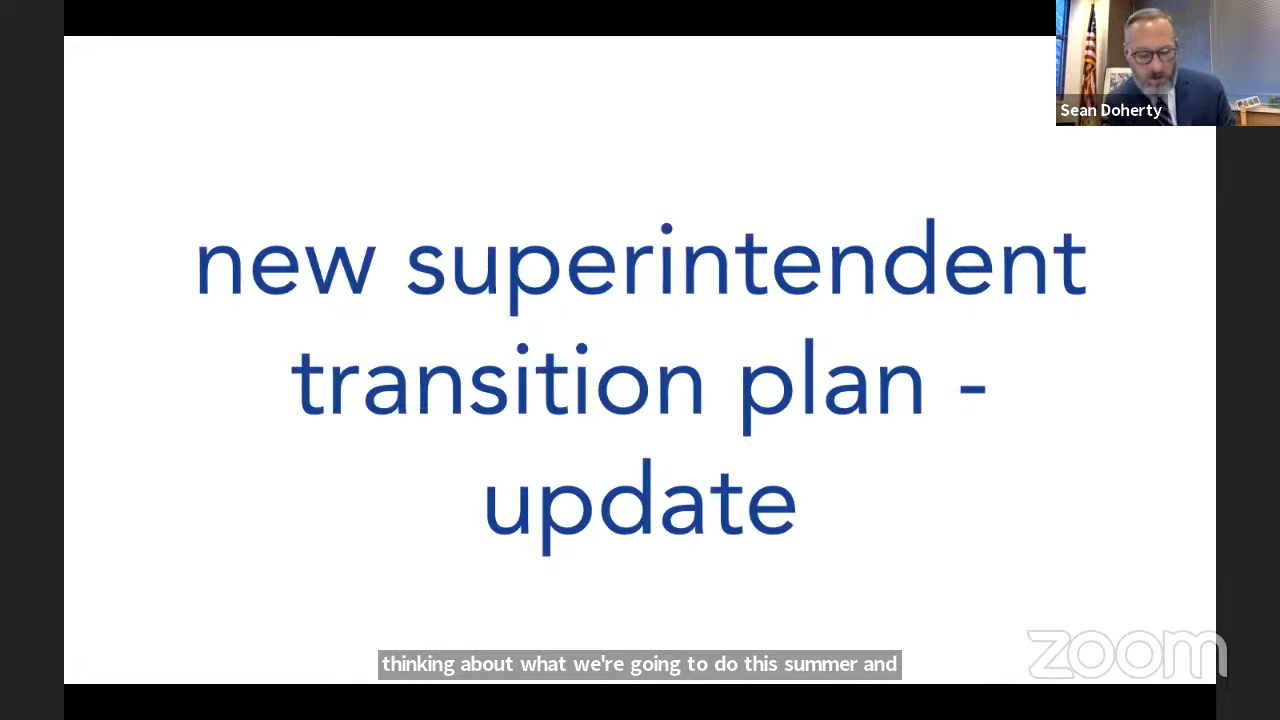 Sean Doherty
new superintendent
transition plan -
update
thinking about what we're going to do this summer and
zoom